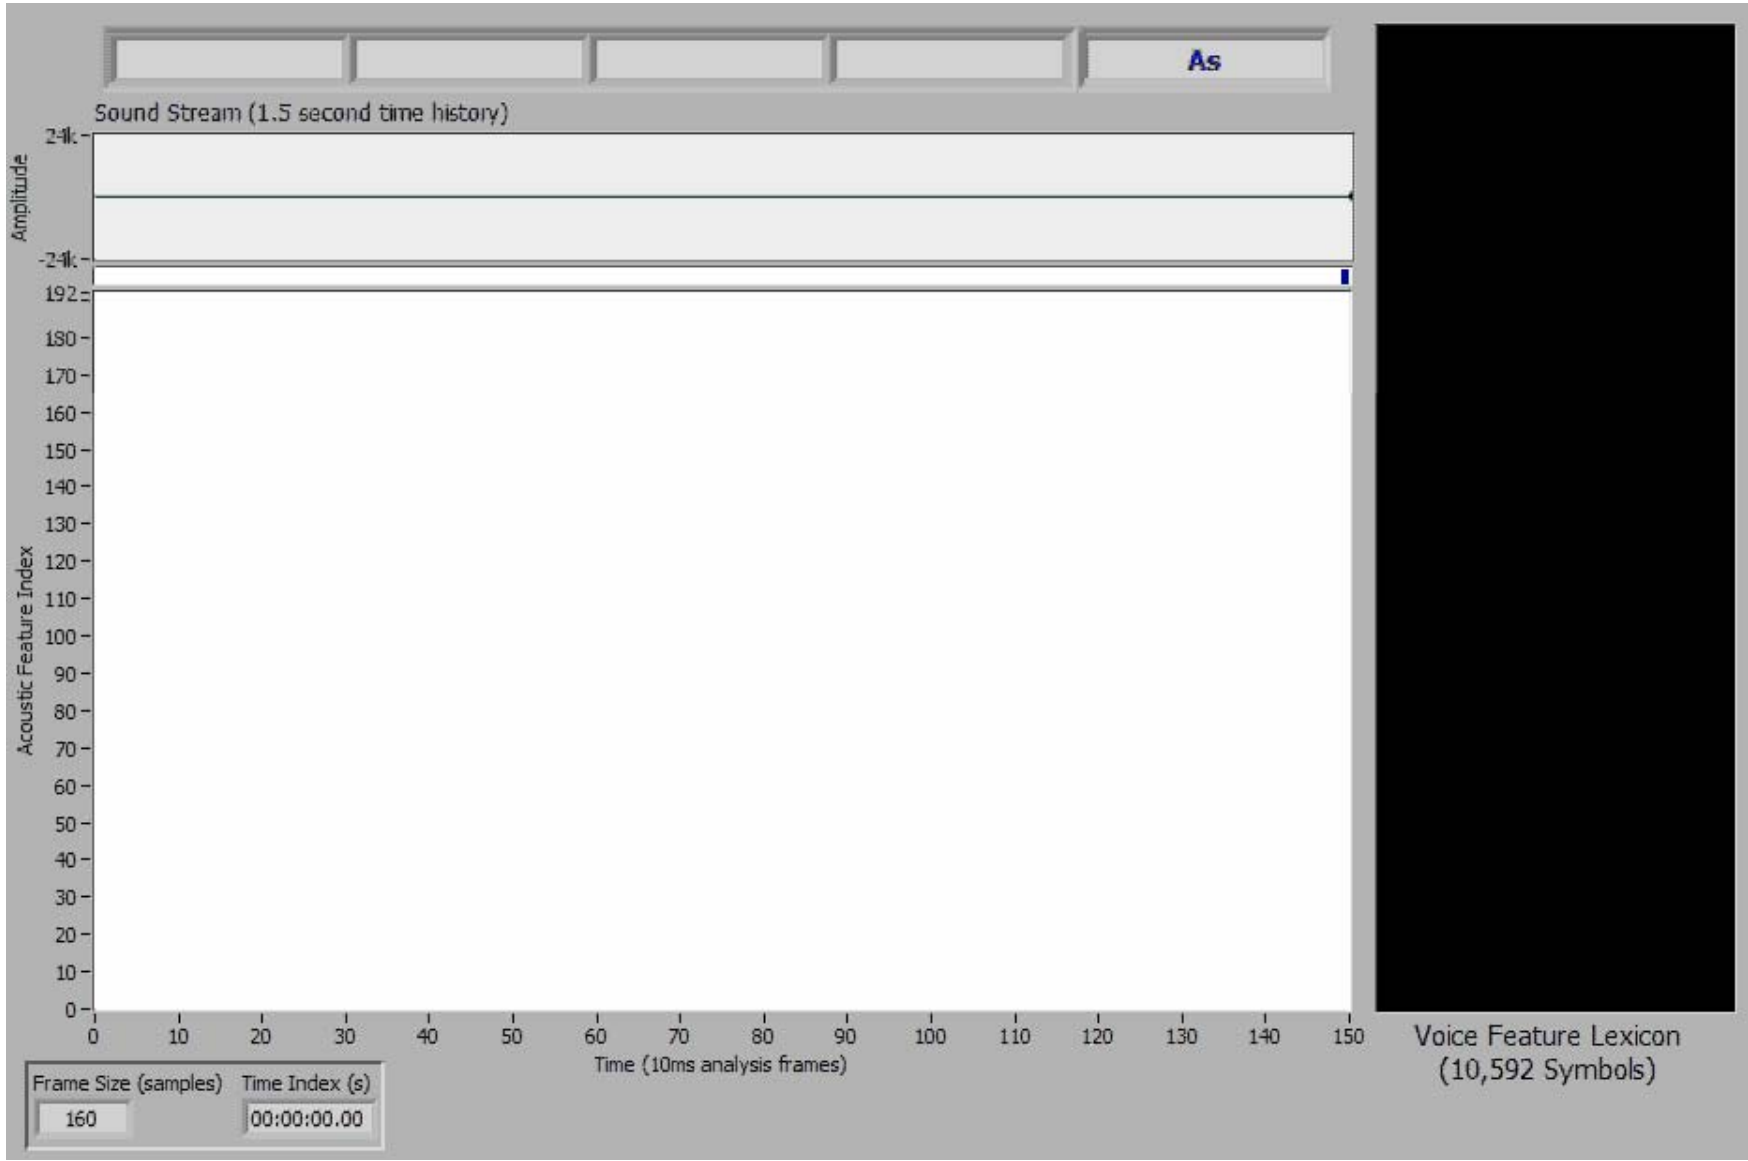 As
Sound Stream (1.5 second time history)
24k
Amplitude
-24k
192
180
170
160
150
140
130
120
110
100
90
80
70
60
50
40
30
20
10
0
Acoustic Feature Index
0 10 20 30 40 50 60 70 80 90 100 110 120 130 140 150
Time (10ms analysis frames)
Voice Feature Lexicon
(10,592 Symbols)
Frame Size (samples) Time Index (s)
160 00:00:00.00